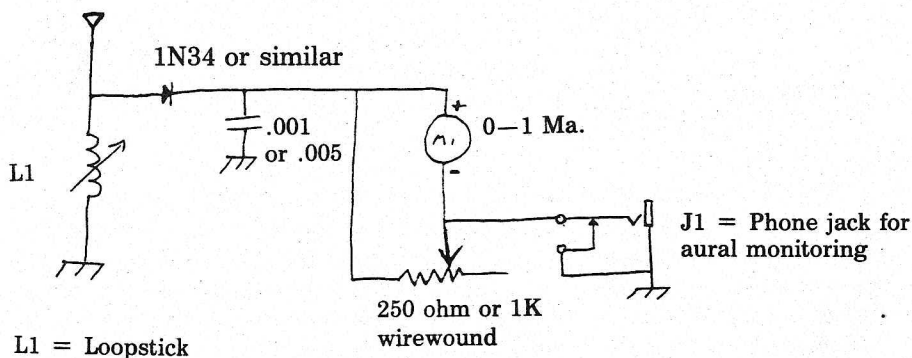 1N34 or similar
+
0–1 Ma.
M1
-
.001
or .005
L1
J1 = Phone jack for
aural monitoring
250 ohm or 1K
wirewound
L1 = Loopstick